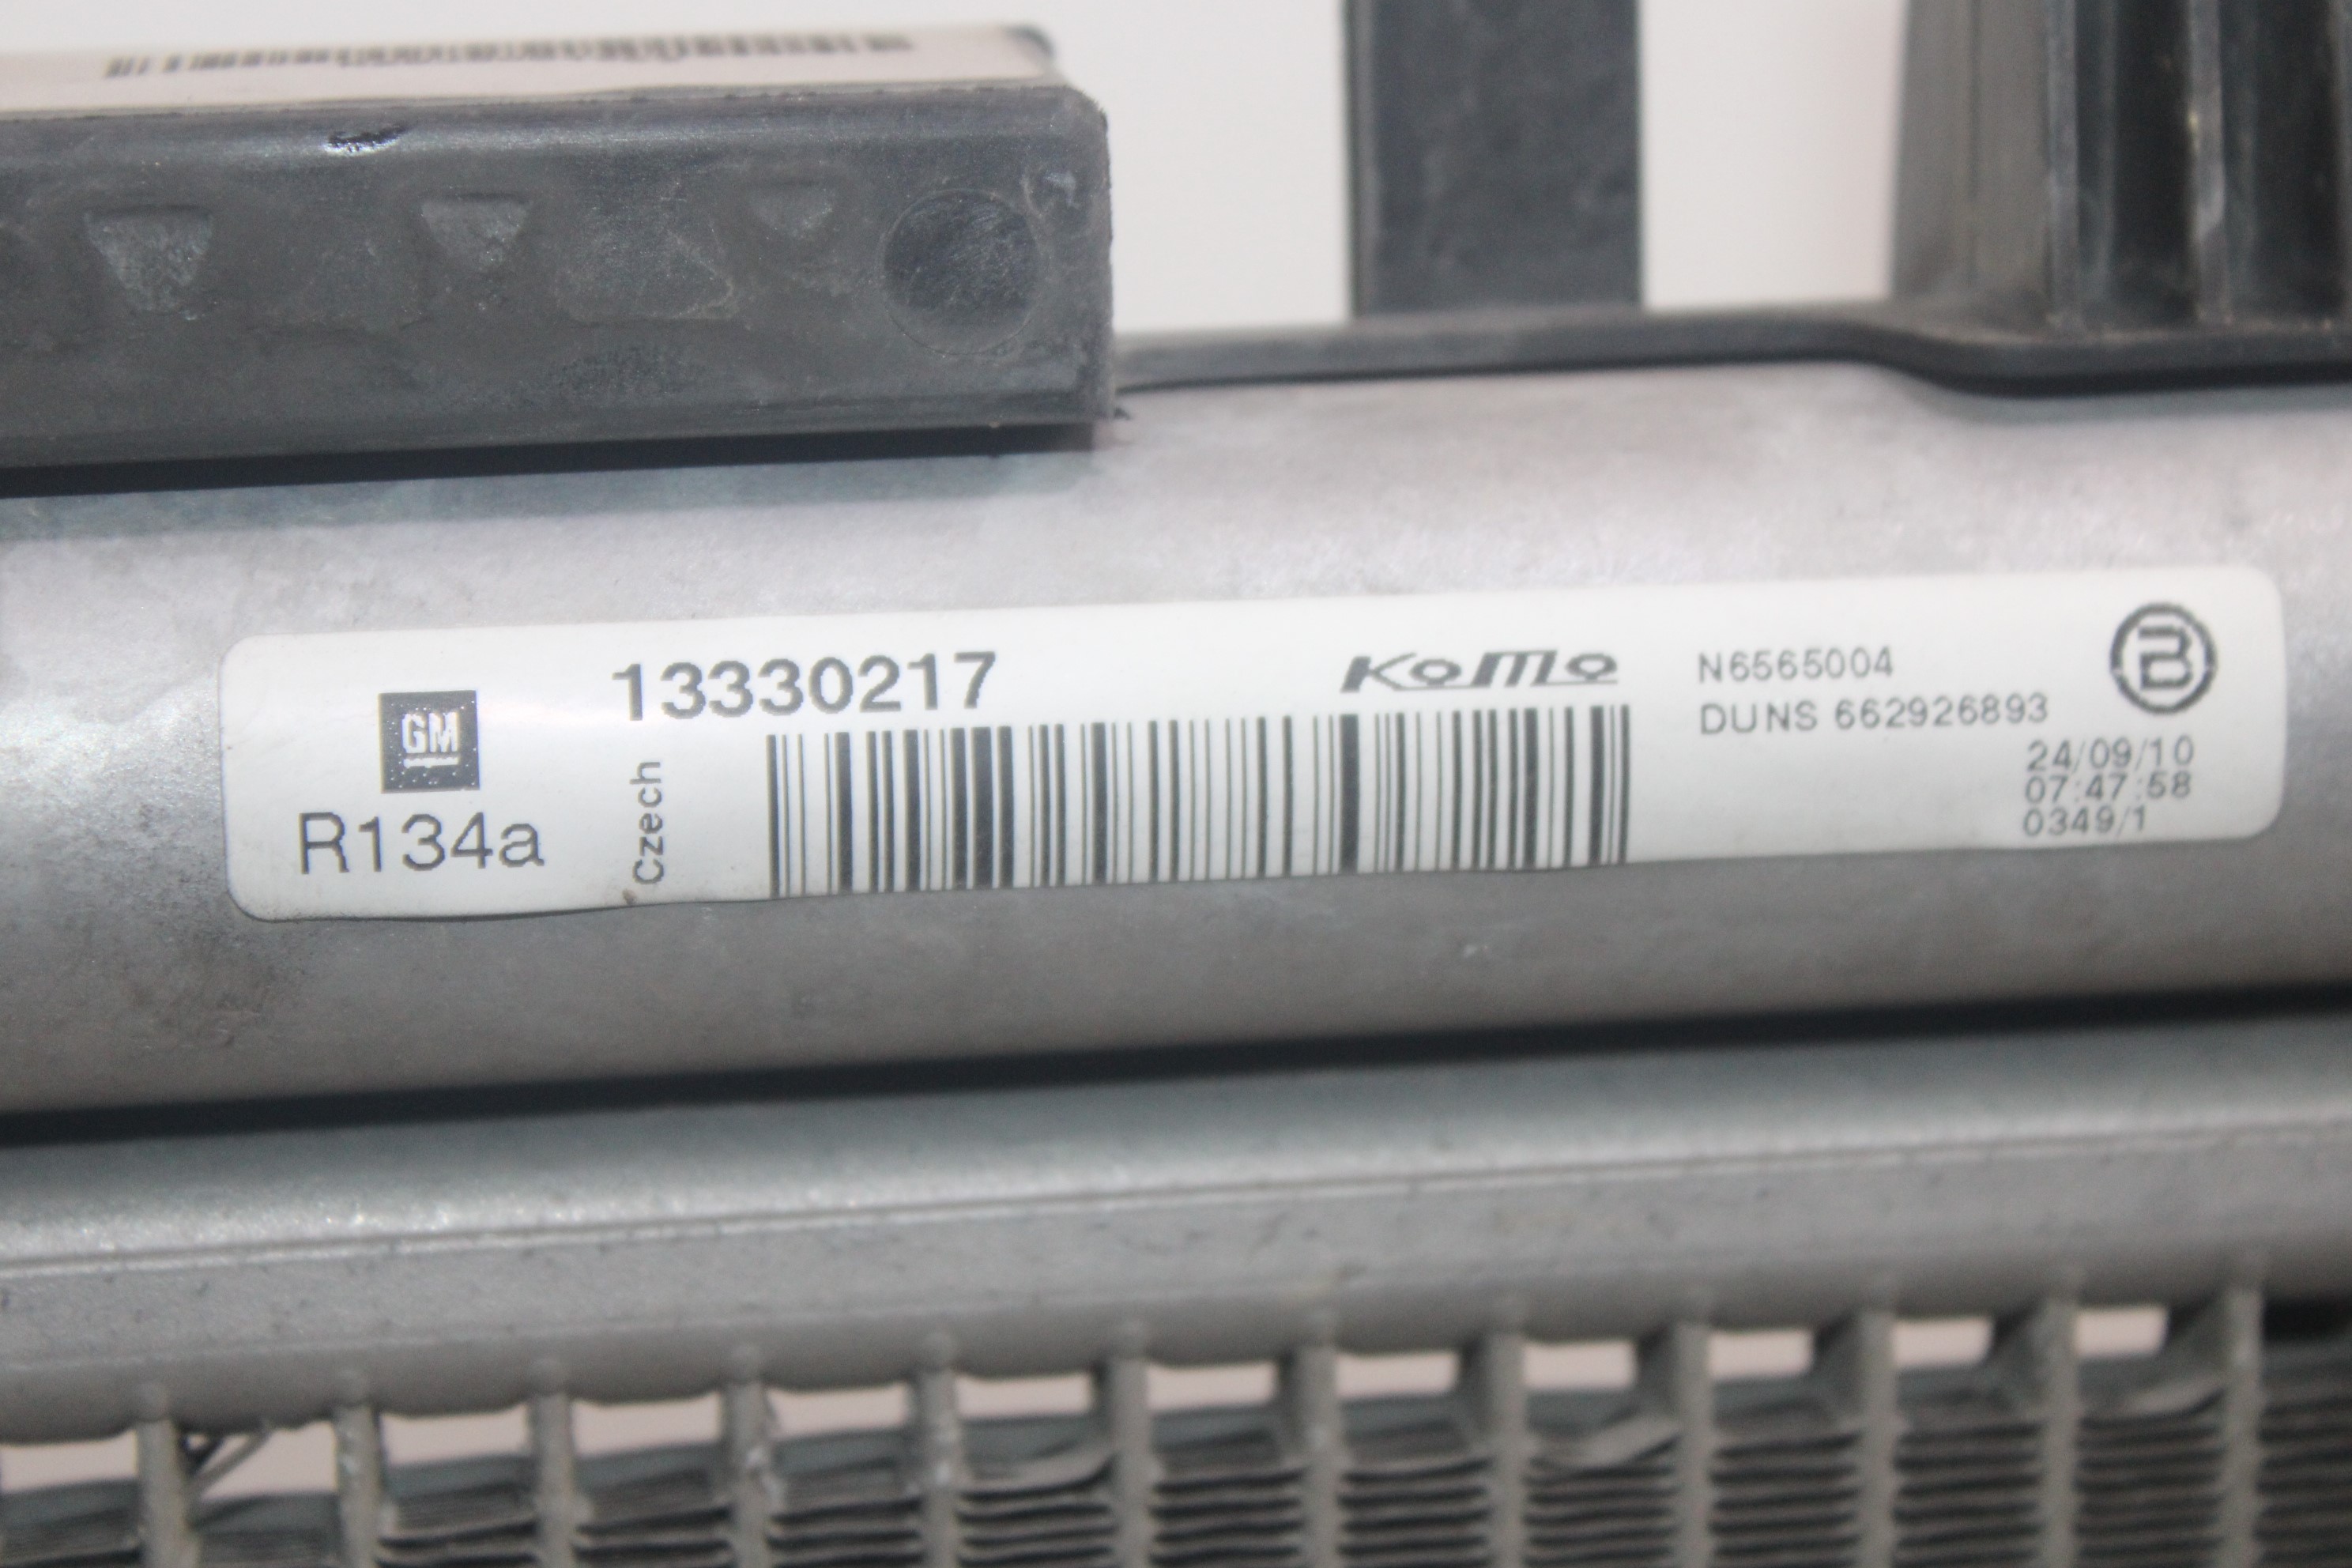 GM
R134a
13330217
Czech
KoMo
N6565004
DUNS 662926893
B
24/09/10
07:47:58
0349/1